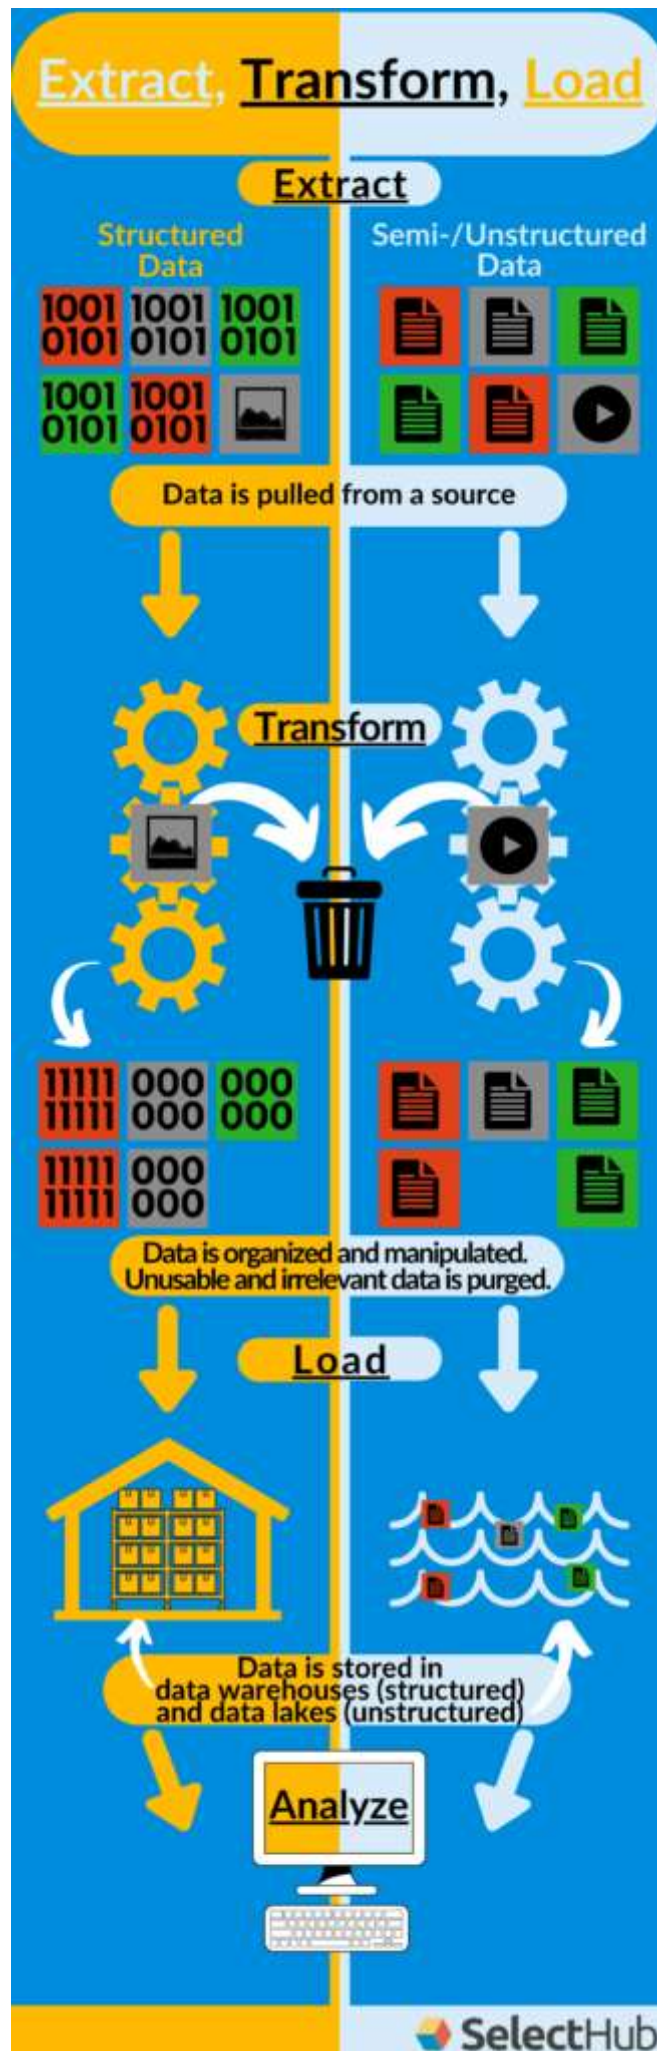 Extract, Transform, Load
Extract
Structured
Data
Semi-/Unstructured
Data
1001 1001 1001
0101 0101 0101
1001 1001
0101 0101
Data is pulled from a source
Transform
11111 000 000
11111 000 000
11111 000
11111 000
Data is organized and manipulated.
Unusable and irrelevant data is purged.
Load
Data is stored in
data warehouses (structured)
and data lakes (unstructured)
Analyze
SelectHub